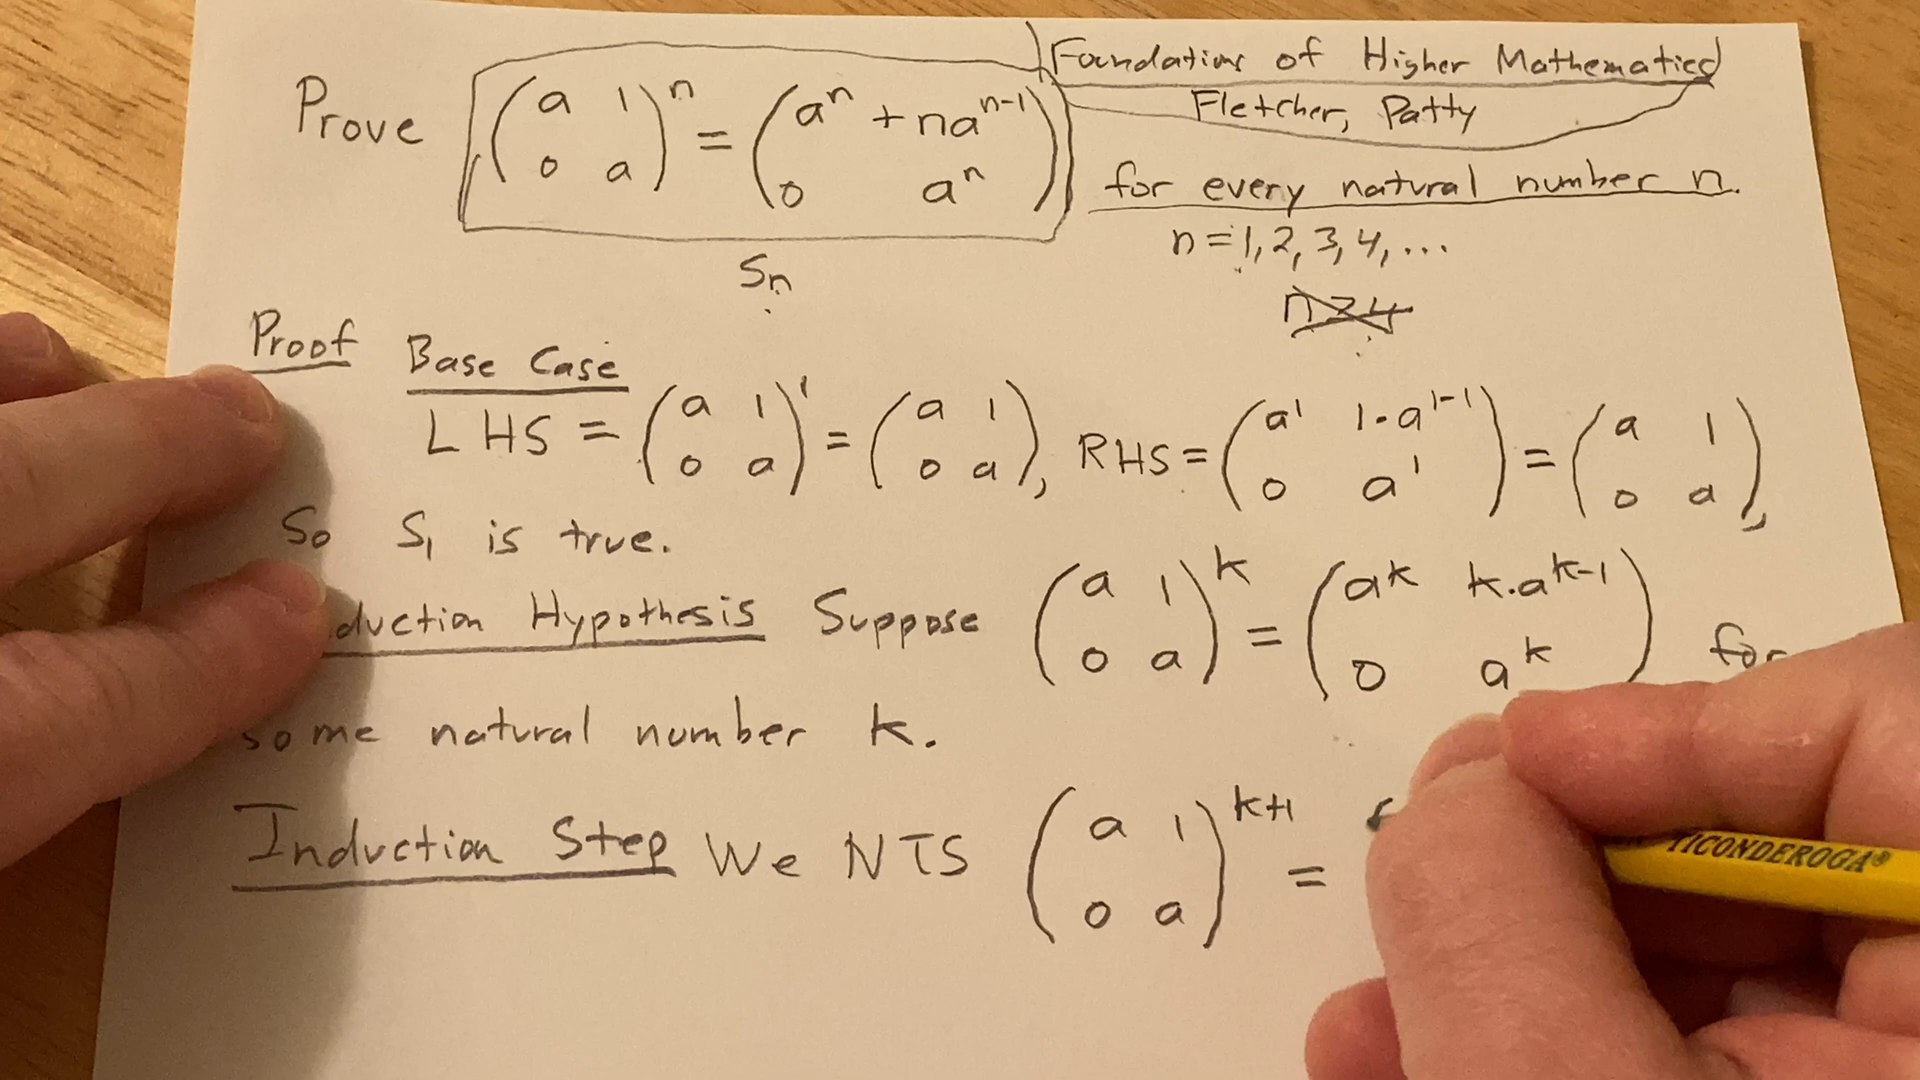 Foundations of Higher Mathematics
Fletcher, Patty
Prove (a 1 0 a)^n = (a^n +na^{n-1} 0 a^n) for every natural number n.
Sn
n = 1, 2, 3, 4, ...
n≥4
Proof Base Case
LHS = (a 1 0 a)^1 = (a 1 0 a), RHS = (a^1 1·a^{1-1} 0 a^1) = (a 1 0 a),
So S₁ is true.
duction Hypothesis Suppose (a 1 0 a)^k = (a^k k·a^{k-1} 0 a^k) for
some natural number k.
Induction Step We NTS (a 1 0 a)^{k+1} =
TICONDEROGA®